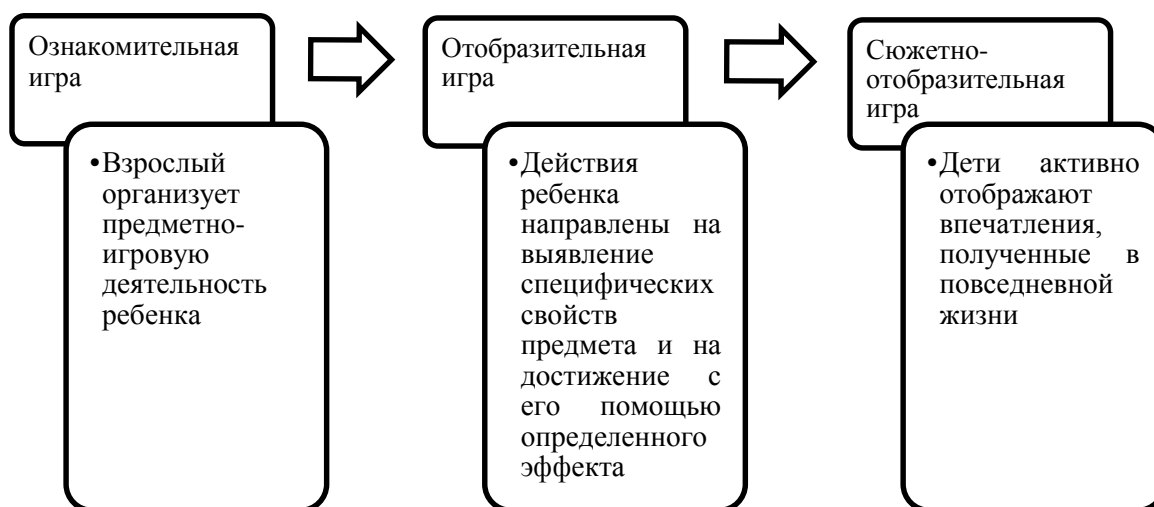 Ознакомительная
игра
•Взрослый
организует
предметно-
игровую
деятельность
ребенка
Отобразительная
игра
•Действия
ребенка
направлены на
выявление
специфических
свойств
предмета и на
достижение с
его помощью
определенного
эффекта
Сюжетно-
отобразительная
игра
•Дети активно
отображают
впечатления,
полученные в
повседневной
жизни